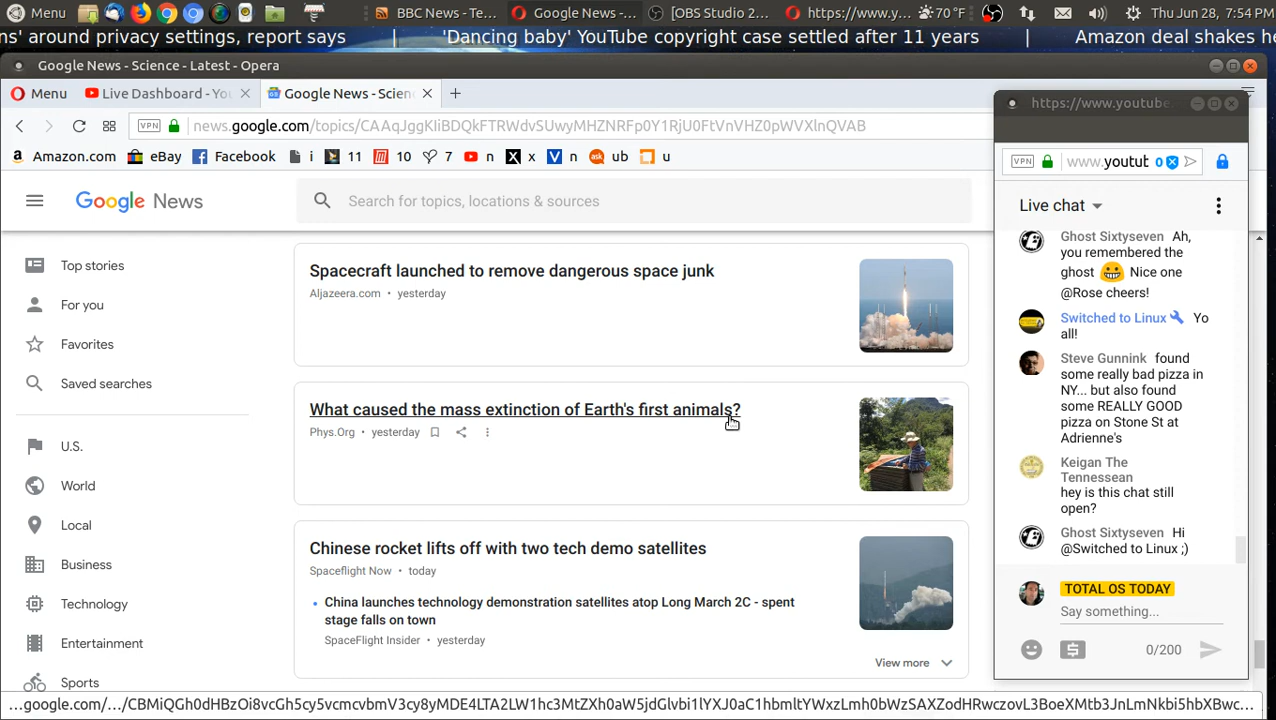 BBC News - Te...
Google News -...
[OBS Studio 2...
https://www.y...
70 °F
Thu Jun 28, 7:54 PM
ns' around privacy settings, report says | 'Dancing baby' YouTube copyright case settled after 11 years | Amazon deal shakes he
Google News - Science - Latest - Opera
Menu
Live Dashboard - Yo
Google News - Scien
https://www.youtube
VPN
news.google.com/topics/CAAqJggKIiBDQkFTRWdvSUwyMHZNRFp0Y1RjU0FtVnVHZ0pWVXlnQVAB
Amazon.com
eBay
Facebook
i
11
10
7
n
x
n
ub
u
VPN
www.youtub
0
Google News
Search for topics, locations & sources
Top stories
For you
Favorites
Saved searches
U.S.
World
Local
Business
Technology
Entertainment
Sports
Spacecraft launched to remove dangerous space junk
Aljazeera.com • yesterday
What caused the mass extinction of Earth's first animals?
Phys.Org • yesterday
Chinese rocket lifts off with two tech demo satellites
Spaceflight Now • today
• China launches technology demonstration satellites atop Long March 2C - spent
stage falls on town
SpaceFlight Insider • yesterday
View more
Live chat
Ghost Sixtyseven Ah,
you remembered the
ghost 😀 Nice one
@Rose cheers!
Switched to Linux Yo
all!
Steve Gunnink found
some really bad pizza in
NY... but also found
some REALLY GOOD
pizza on Stone St at
Adrienne's
Keigan The
Tennessean
hey is this chat still
open?
Ghost Sixtyseven Hi
@Switched to Linux ;)
TOTAL OS TODAY
Say something...
0/200